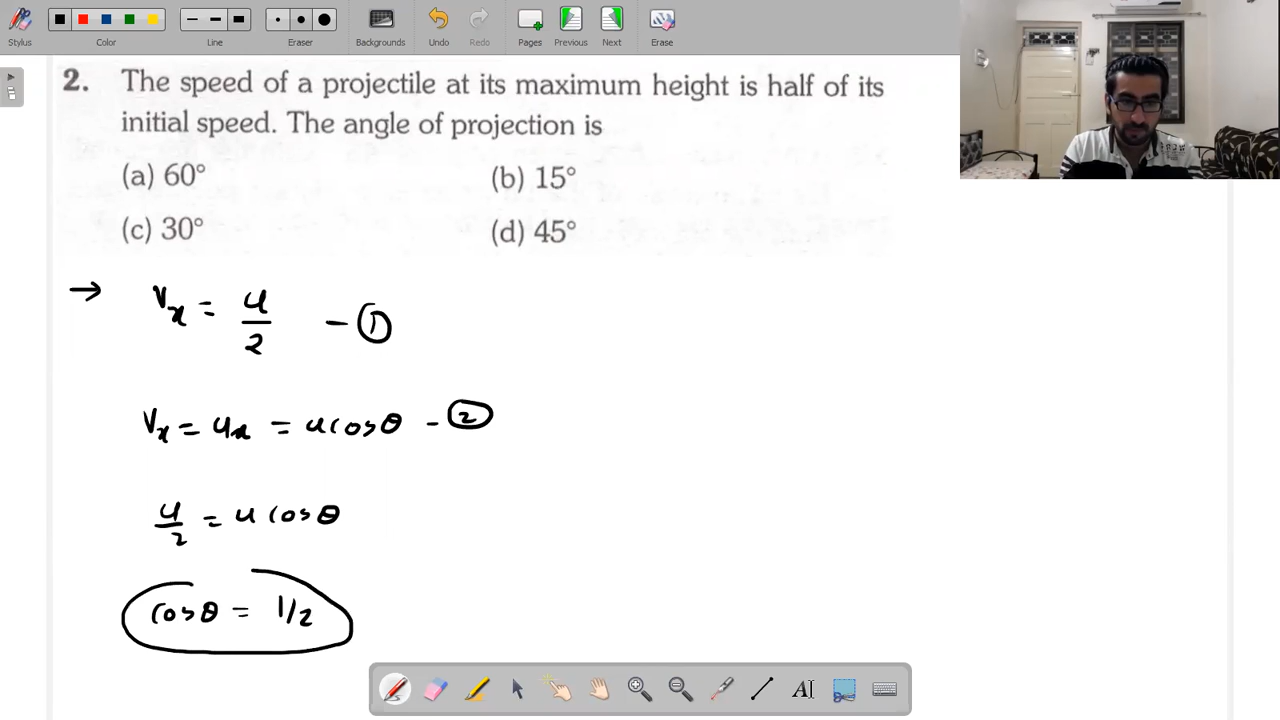 Stylus Color Line Eraser Backgrounds Undo Redo Pages Previous Next Erase
2. The speed of a projectile at its maximum height is half of its
initial speed. The angle of projection is
(a) 60° (b) 15°
(c) 30° (d) 45°
→ Vx = u/2 - ①
Vx = ux = u cosθ - ②
u/2 = u cosθ
cosθ = 1/2
AI